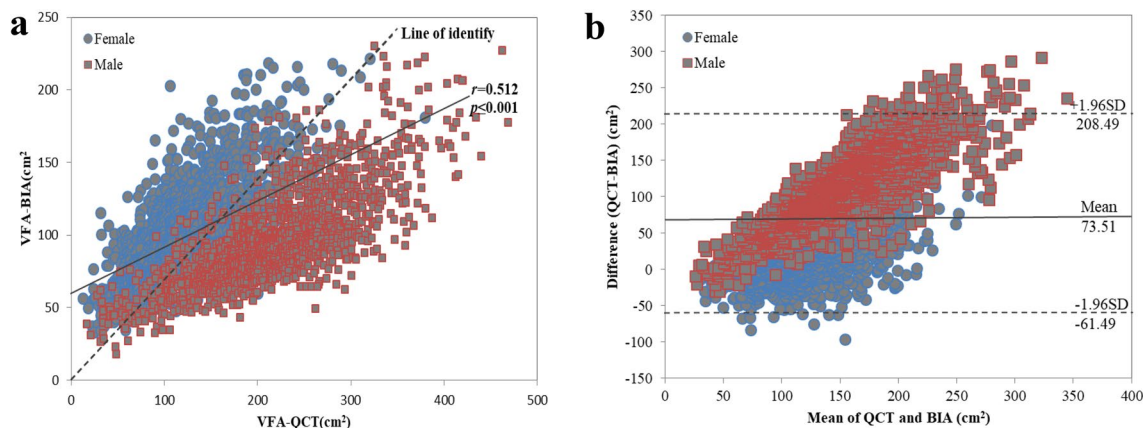 a
Female
Male
Line of identify
r=0.512
p<0.001
VFA-BIA(cm²)
250
200
150
100
50
0
0 100 200 300 400 500
VFA-QCT(cm²)
b
Female
Male
+1.96SD
208.49
Mean
73.51
-1.96SD
-61.49
Difference (QCT-BIA) (cm²)
350
300
250
200
150
100
50
0
-50
-100
-150
0 50 100 150 200 250 300 350 400
Mean of QCT and BIA (cm²)